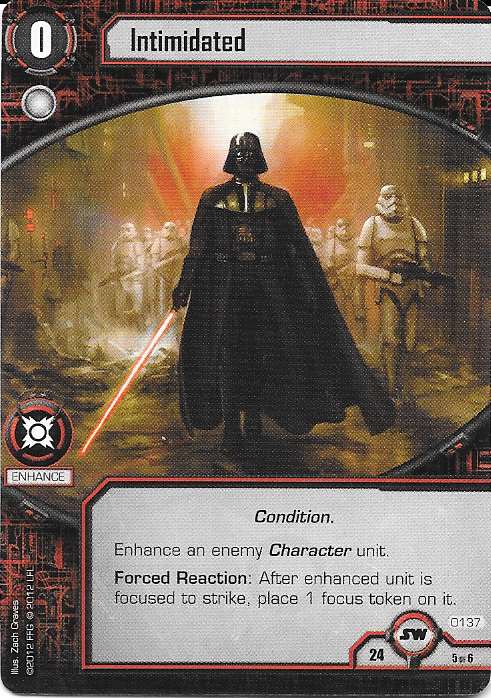 0
Intimidated
ENHANCE
Condition.
Enhance an enemy Character unit.
Forced Reaction: After enhanced unit is
focused to strike, place 1 focus token on it.
0137
SW
24
5 of 6
Illus. Zach Graves
©2012 FFG © 2012 LFL